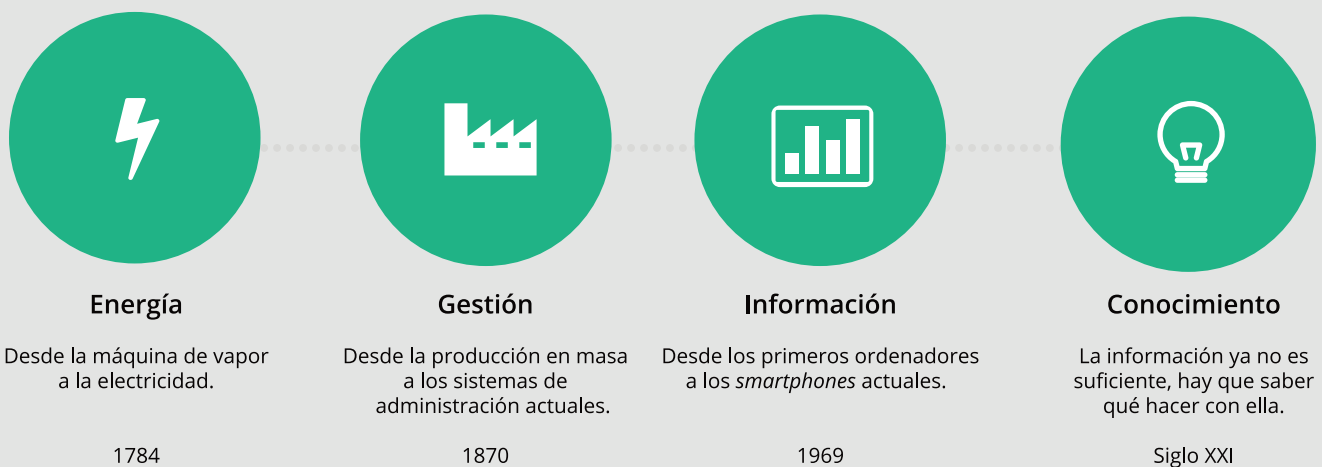 Energía
Desde la máquina de vapor
a la electricidad.
1784
Gestión
Desde la producción en masa
a los sistemas de
administración actuales.
1870
Información
Desde los primeros ordenadores
a los smartphones actuales.
1969
Conocimiento
La información ya no es
suficiente, hay que saber
qué hacer con ella.
Siglo XXI